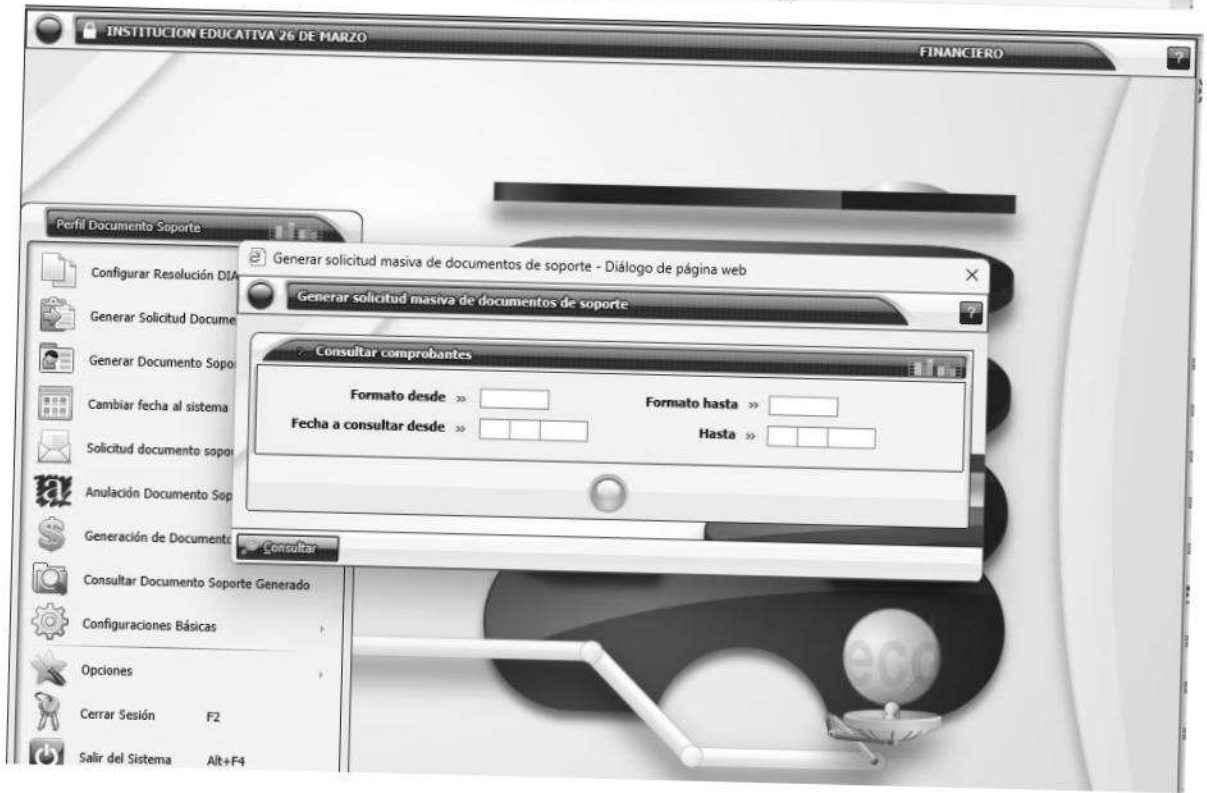 INSTITUCION EDUCATIVA 26 DE MARZO
FINANCIERO
?
Perfil Documento Soporte
Configurar Resolución DIA
Generar Solicitud Docume
Generar Documento Sopo
Cambiar fecha al sistema
Solicitud documento sopo
Anulación Documento Sop
Generación de Documento
Consultar Documento Soporte Generado
Configuraciones Básicas
Opciones
Cerrar Sesión F2
Salir del Sistema Alt+F4
Generar solicitud masiva de documentos de soporte - Diálogo de página web
Generar solicitud masiva de documentos de soporte
?
Consultar comprobantes
Formato desde »
Formato hasta »
Fecha a consultar desde »
Hasta »
Consultar
eco